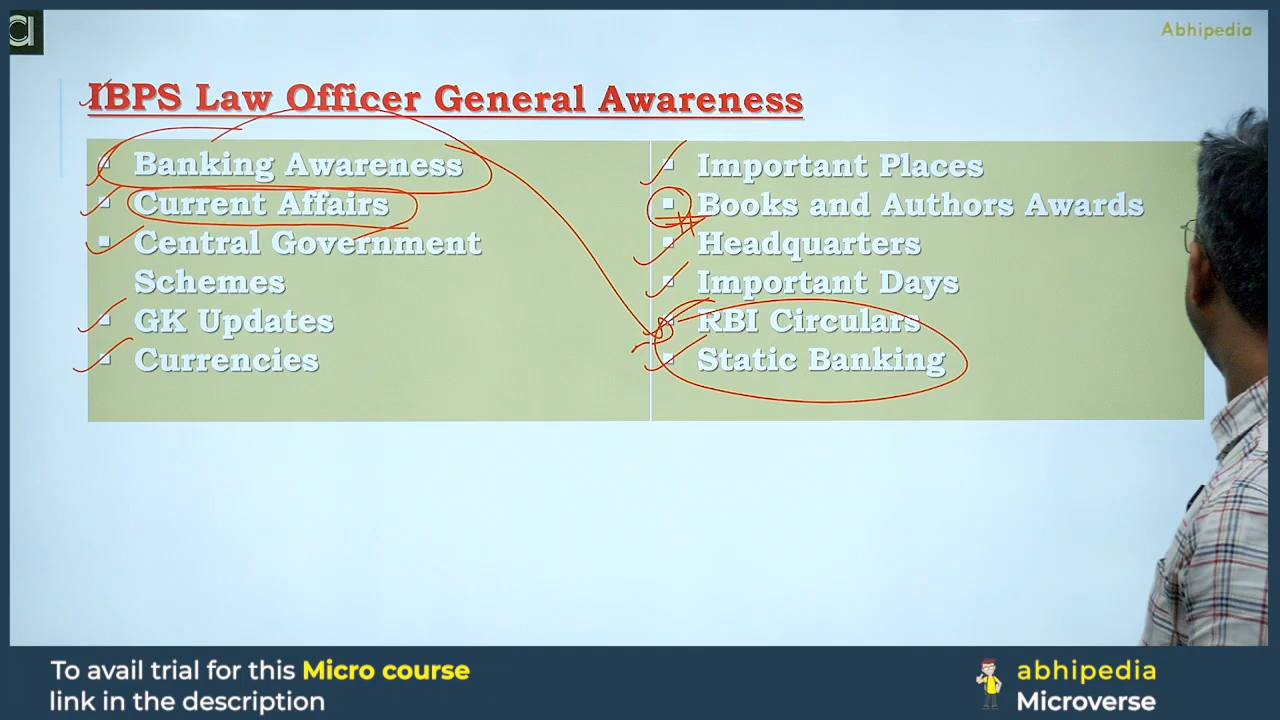 Abhipedia
IBPS Law Officer General Awareness
Banking Awareness
Current Affairs
Central Government
Schemes
GK Updates
Currencies
Important Places
Books and Authors Awards
Headquarters
Important Days
RBI Circulars
Static Banking
To avail trial for this Micro course
link in the description
abhipedia
Microverse